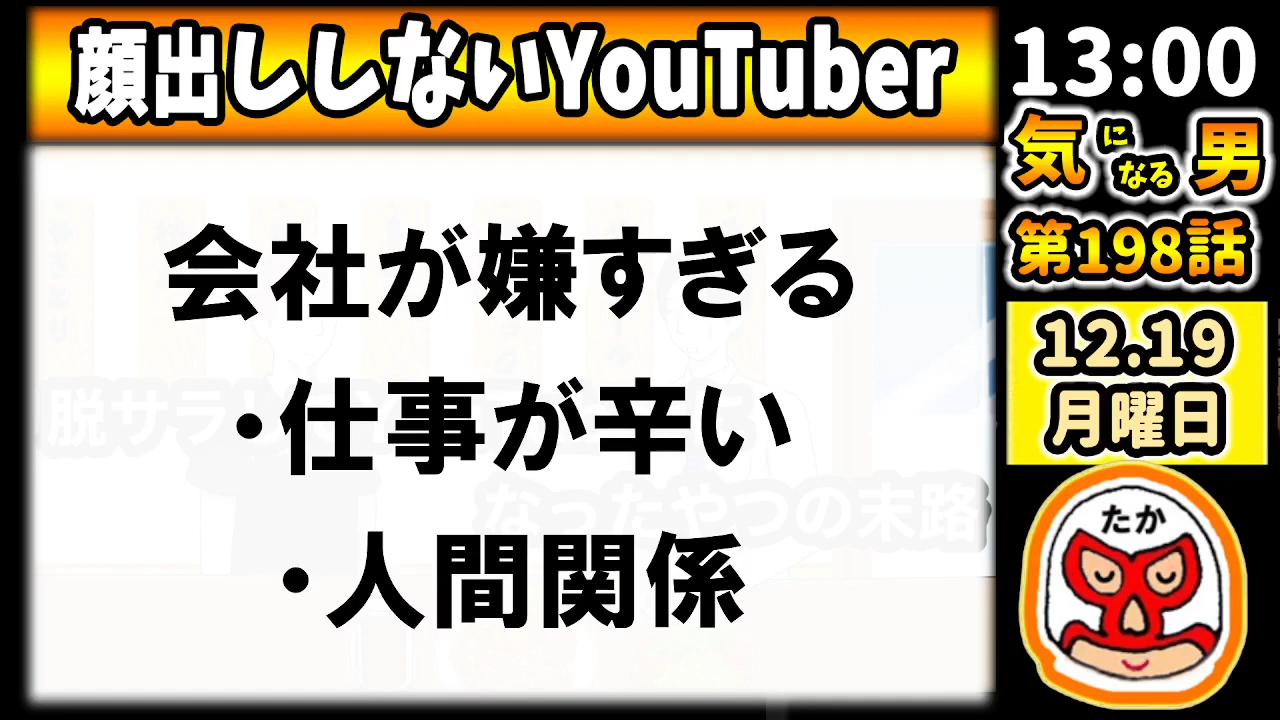 顔出ししないYouTuber
会社が嫌すぎる
・仕事が辛い
・人間関係
脱サラし
なったやつの末路
13:00
気になる男
第198話
12.19
月曜日
たか